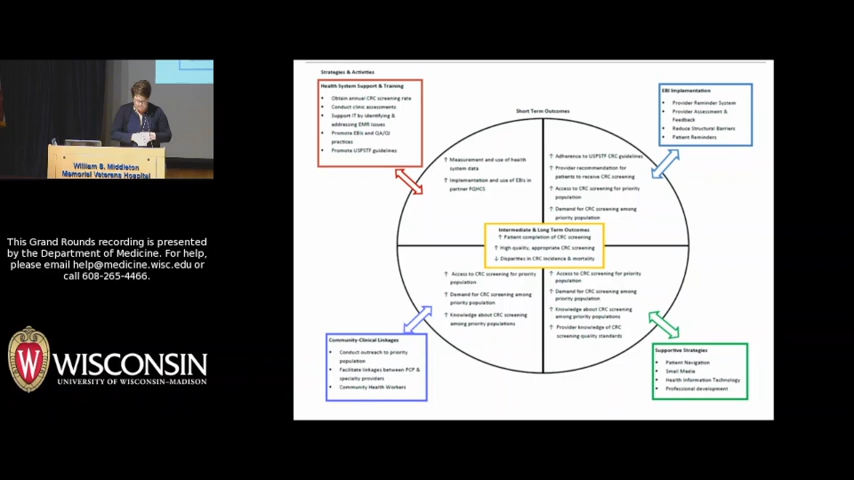 William S. Middleton
Memorial Veterans Hospital
This Grand Rounds recording is presented
by the Department of Medicine. For help,
please email help@medicine.wisc.edu or
call 608-265-4466.
W
WISCONSIN
UNIVERSITY OF WISCONSIN–MADISON
Strategies & Activities
Health System Support & Training
• Obtain annual CRC screening rate
• Conduct clinic assessments
• Support IT by identifying &
addressing EMR issues
• Promote EBIs and QA/QI
practices
• Promote USPSTF guidelines
EBI Implementation
• Provider Reminder System
• Provider Assessment &
Feedback
• Reduce Structural Barriers
• Patient Reminders
Short Term Outcomes
↑ Measurement and use of health
system data
↑ Implementation and use of EBIs in
partner FQHCS
↑ Adherence to USPSTF CRC guidelines
↑ Provider recommendation for
patients to receive CRC screening
↑ Access to CRC screening for priority
population
↑ Demand for CRC screening among
priority population
Intermediate & Long Term Outcomes
↑ Patient completion of CRC screening
↑ High quality, appropriate CRC screening
↓ Disparities in CRC incidence & mortality
↑ Access to CRC screening for priority
population
↑ Demand for CRC screening among
priority population
↑ Knowledge about CRC screening
among priority populations
↑ Access to CRC screening for priority
population
↑ Demand for CRC screening among
priority population
↑ Knowledge about CRC screening
among priority populations
↑ Provider knowledge of CRC
screening quality standards
Community-Clinical Linkages
• Conduct outreach to priority
population
• Facilitate linkages between PCP &
specialty providers
• Community Health Workers
Supportive Strategies
• Patient Navigation
• Small Media
• Health Information Technology
• Professional development